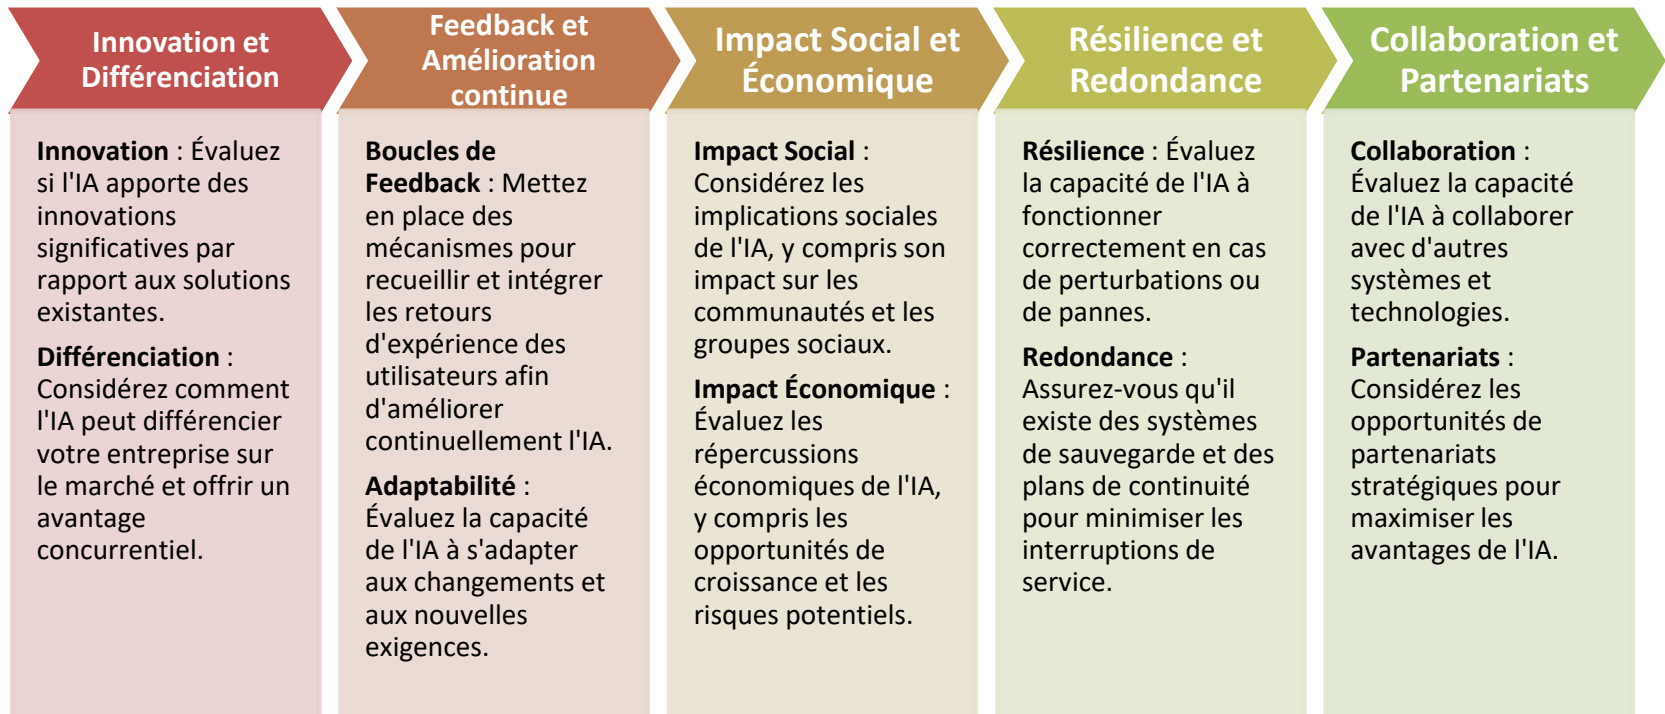 Innovation et
Différenciation
Innovation : Évaluez
si l'IA apporte des
innovations
significatives par
rapport aux solutions
existantes.
Différenciation :
Considérez comment
l'IA peut différencier
votre entreprise sur
le marché et offrir un
avantage
concurrentiel.
Feedback et
Amélioration
continue
Boucles de
Feedback : Mettez
en place des
mécanismes pour
recueillir et intégrer
les retours
d'expérience des
utilisateurs afin
d'améliorer
continuellement l'IA.
Adaptabilité :
Évaluez la capacité
de l'IA à s'adapter
aux changements et
aux nouvelles
exigences.
Impact Social et
Économique
Impact Social :
Considérez les
implications sociales
de l'IA, y compris son
impact sur les
communautés et les
groupes sociaux.
Impact Économique :
Évaluez les
répercussions
économiques de l'IA,
y compris les
opportunités de
croissance et les
risques potentiels.
Résilience et
Redondance
Résilience : Évaluez
la capacité de l'IA à
fonctionner
correctement en cas
de perturbations ou
de pannes.
Redondance :
Assurez-vous qu'il
existe des systèmes
de sauvegarde et des
plans de continuité
pour minimiser les
interruptions de
service.
Collaboration et
Partenariats
Collaboration :
Évaluez la capacité
de l'IA à collaborer
avec d'autres
systèmes et
technologies.
Partenariats :
Considérez les
opportunités de
partenariats
stratégiques pour
maximiser les
avantages de l'IA.